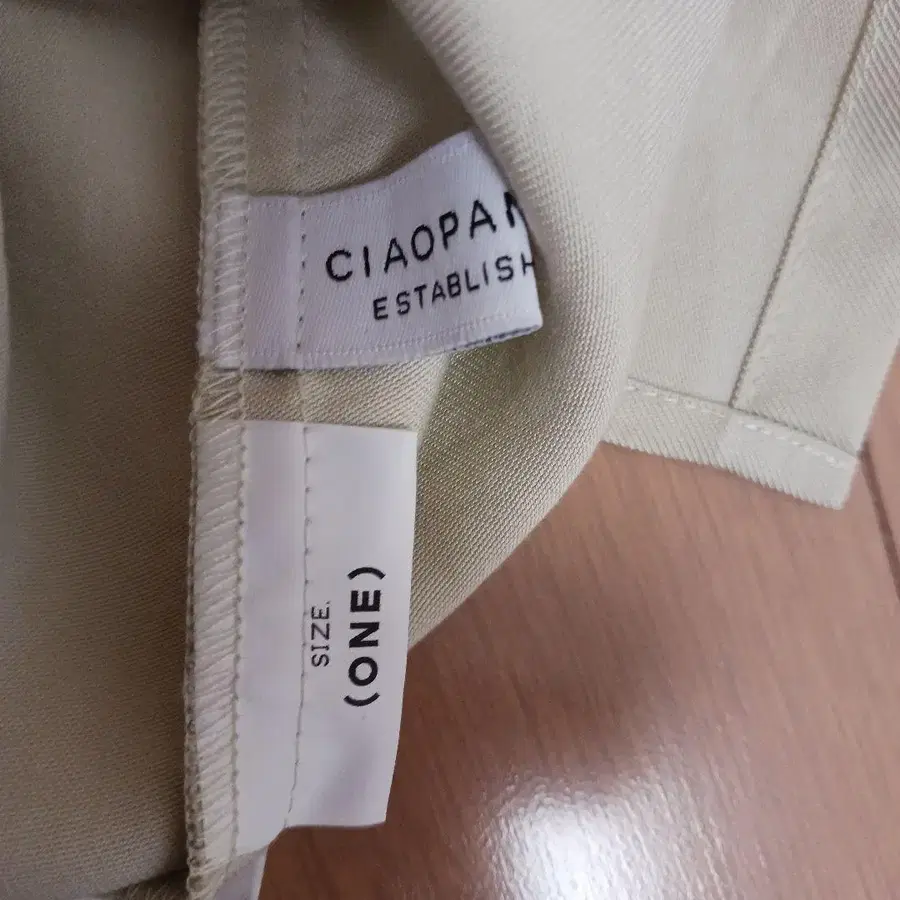 CIAOPAN
ESTABLISH
SIZE.
(ONE)